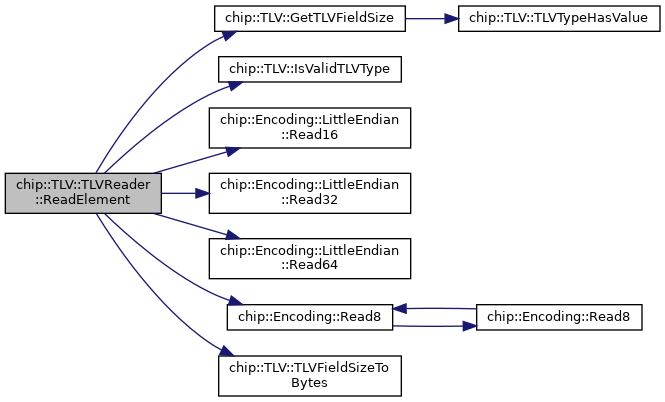 chip::TLV::GetTLVFieldSize
chip::TLV::TLVTypeHasValue
chip::TLV::IsValidTLVType
chip::Encoding::LittleEndian
::Read16
chip::TLV::TLVReader
::ReadElement
chip::Encoding::LittleEndian
::Read32
chip::Encoding::LittleEndian
::Read64
chip::Encoding::Read8
chip::Encoding::Read8
chip::TLV::TLVFieldSizeTo
Bytes